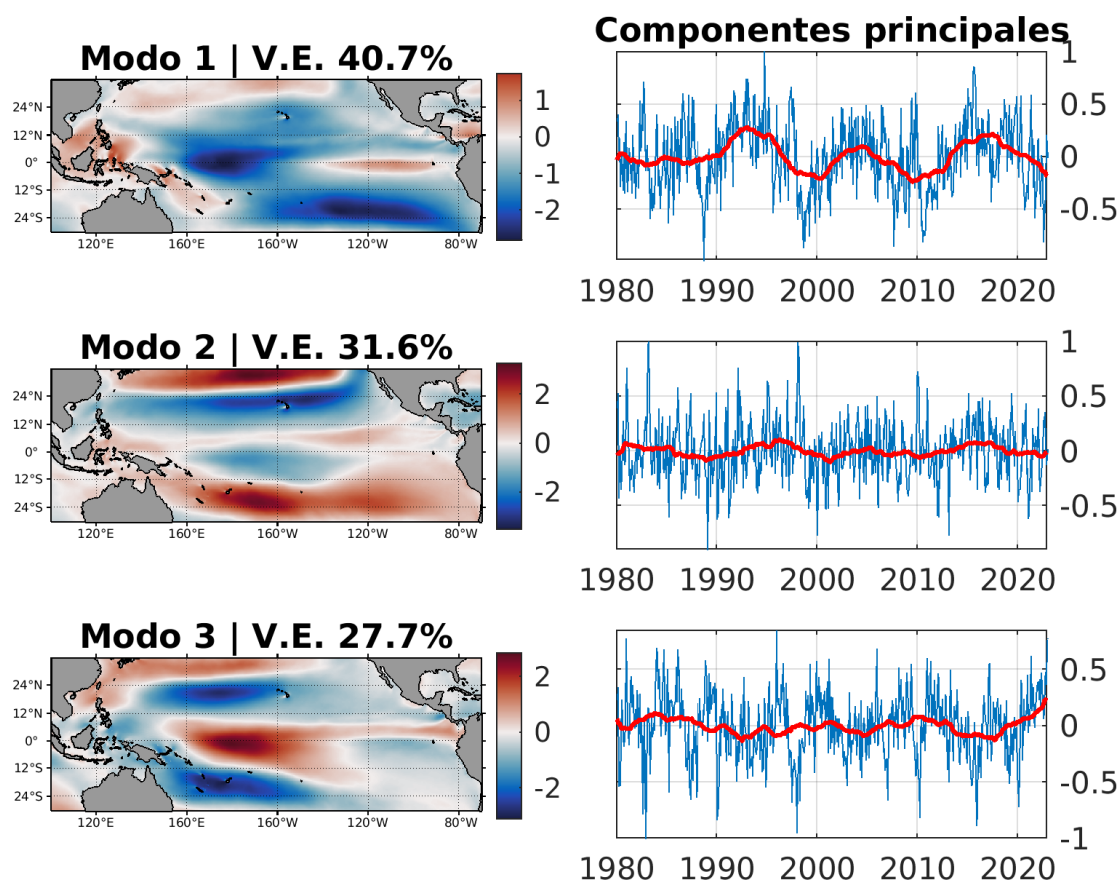 Componentes principales
Modo 1 | V.E. 40.7%
24°N
12°N
0°
12°S
24°S
120°E 160°E 160°W 120°W 80°W
1
0
-1
-2
1
0.5
0
-0.5
1980 1990 2000 2010 2020
Modo 2 | V.E. 31.6%
24°N
12°N
0°
12°S
24°S
120°E 160°E 160°W 120°W 80°W
2
0
-2
1
0.5
0
-0.5
1980 1990 2000 2010 2020
Modo 3 | V.E. 27.7%
24°N
12°N
0°
12°S
24°S
120°E 160°E 160°W 120°W 80°W
2
0
-2
0.5
0
-0.5
-1
1980 1990 2000 2010 2020